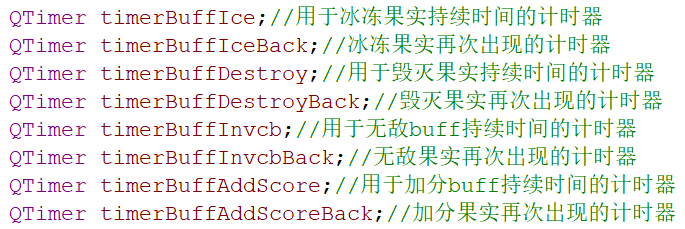 QTimer timerBuffIce;//用于冰冻果实持续时间的计时器
QTimer timerBuffIceBack;//冰冻果实再次出现的计时器
QTimer timerBuffDestroy;//用于毁灭果实持续时间的计时器
QTimer timerBuffDestroyBack;//毁灭果实再次出现的计时器
QTimer timerBuffInvcb;//用于无敌buff持续时间的计时器
QTimer timerBuffInvcbBack;//无敌果实再次出现的计时器
QTimer timerBuffAddScore;//用于加分buff持续时间的计时器
QTimer timerBuffAddScoreBack;//加分果实再次出现的计时器